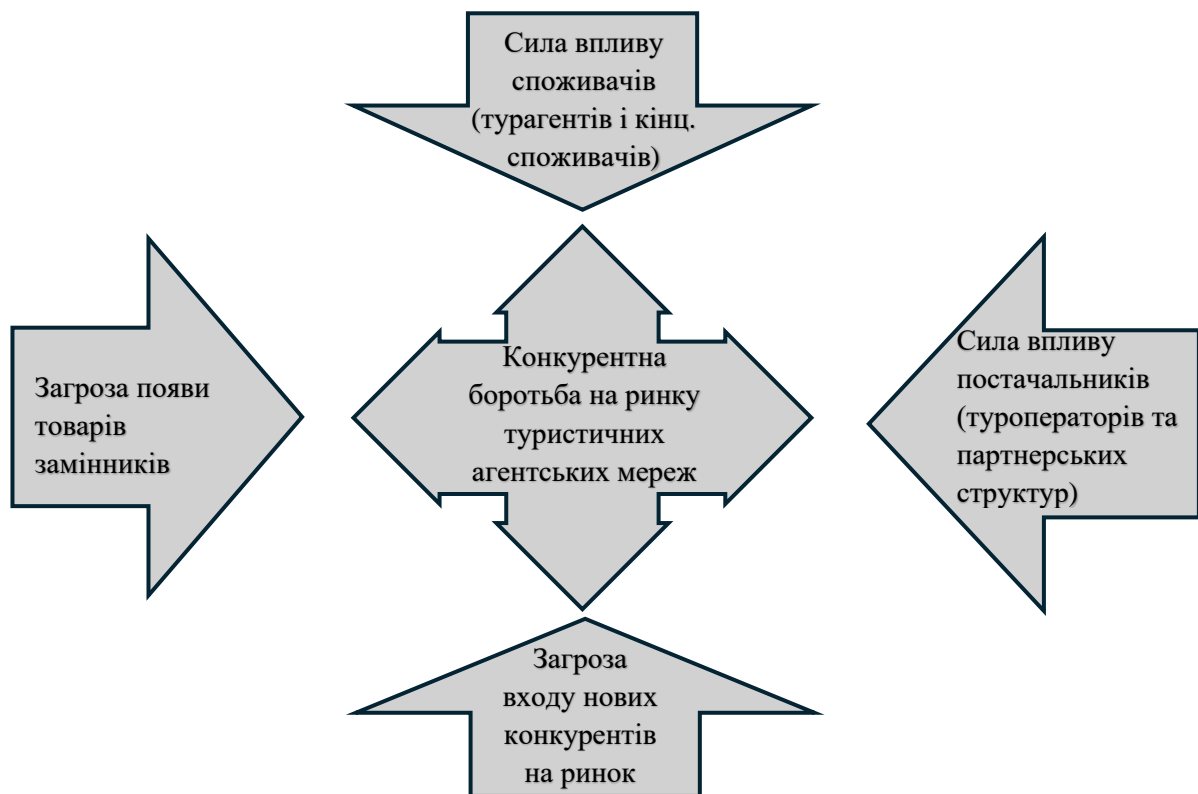 Сила впливу
споживачів
(турагентів і кінц.
споживачів)
Загроза появи
товарів
замінників
Конкурентна
боротьба на ринку
туристичних
агентських мереж
Сила впливу
постачальників
(туроператорів та
партнерських
структур)
Загроза
входу нових
конкурентів
на ринок